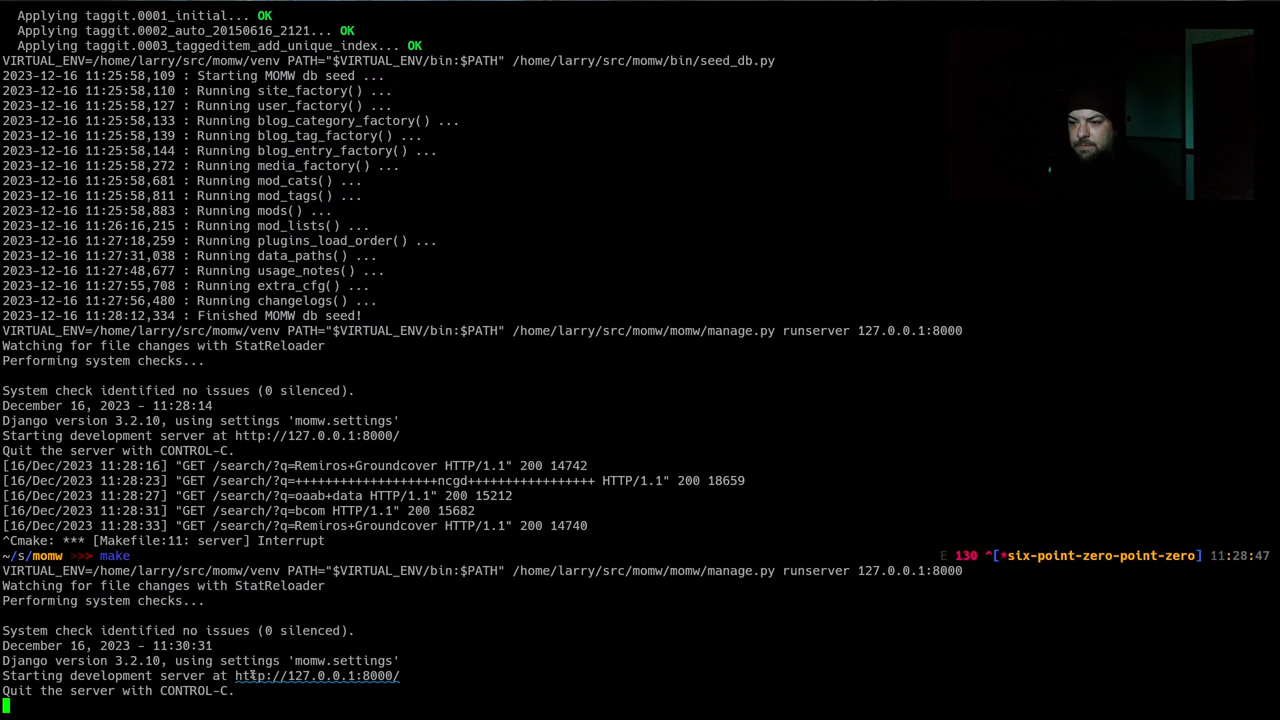 Applying taggit.0001_initial... OK
Applying taggit.0002_auto_20150616_2121... OK
Applying taggit.0003_taggeditem_add_unique_index... OK
VIRTUAL_ENV=/home/larry/src/momw/venv PATH="$VIRTUAL_ENV/bin:$PATH" /home/larry/src/momw/bin/seed_db.py
2023-12-16 11:25:58,109 : Starting MOMW db seed ...
2023-12-16 11:25:58,110 : Running site_factory() ...
2023-12-16 11:25:58,127 : Running user_factory() ...
2023-12-16 11:25:58,133 : Running blog_category_factory() ...
2023-12-16 11:25:58,139 : Running blog_tag_factory() ...
2023-12-16 11:25:58,144 : Running blog_entry_factory() ...
2023-12-16 11:25:58,272 : Running media_factory() ...
2023-12-16 11:25:58,681 : Running mod_cats() ...
2023-12-16 11:25:58,811 : Running mod_tags() ...
2023-12-16 11:25:58,883 : Running mods() ...
2023-12-16 11:26:16,215 : Running mod_lists() ...
2023-12-16 11:27:18,259 : Running plugins_load_order() ...
2023-12-16 11:27:31,038 : Running data_paths() ...
2023-12-16 11:27:48,677 : Running usage_notes() ...
2023-12-16 11:27:55,708 : Running extra_cfg() ...
2023-12-16 11:27:56,480 : Running changelogs() ...
2023-12-16 11:28:12,334 : Finished MOMW db seed!
VIRTUAL_ENV=/home/larry/src/momw/venv PATH="$VIRTUAL_ENV/bin:$PATH" /home/larry/src/momw/momw/manage.py runserver 127.0.0.1:8000
Watching for file changes with StatReloader
Performing system checks...
System check identified no issues (0 silenced).
December 16, 2023 - 11:28:14
Django version 3.2.10, using settings 'momw.settings'
Starting development server at http://127.0.0.1:8000/
Quit the server with CONTROL-C.
[16/Dec/2023 11:28:16] "GET /search/?q=Remiros+Groundcover HTTP/1.1" 200 14742
[16/Dec/2023 11:28:23] "GET /search/?q=+++++++++++++++++++ncgd+++++++++++++++++ HTTP/1.1" 200 18659
[16/Dec/2023 11:28:27] "GET /search/?q=oaab+data HTTP/1.1" 200 15212
[16/Dec/2023 11:28:31] "GET /search/?q=bcom HTTP/1.1" 200 15682
[16/Dec/2023 11:28:33] "GET /search/?q=Remiros+Groundcover HTTP/1.1" 200 14740
^Cmake: *** [Makefile:11: server] Interrupt
~/s/momw >>> make E 130 ^[*six-point-zero-point-zero] 11:28:47
VIRTUAL_ENV=/home/larry/src/momw/venv PATH="$VIRTUAL_ENV/bin:$PATH" /home/larry/src/momw/momw/manage.py runserver 127.0.0.1:8000
Watching for file changes with StatReloader
Performing system checks...
System check identified no issues (0 silenced).
December 16, 2023 - 11:30:31
Django version 3.2.10, using settings 'momw.settings'
Starting development server at http://127.0.0.1:8000/
Quit the server with CONTROL-C.